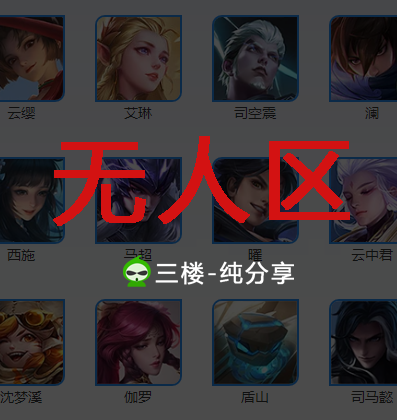 云缨 艾琳 司空震 澜
无人区
西施 马超 曜 云中君
三楼-纯分享
沈梦溪 伽罗 盾山 司马懿